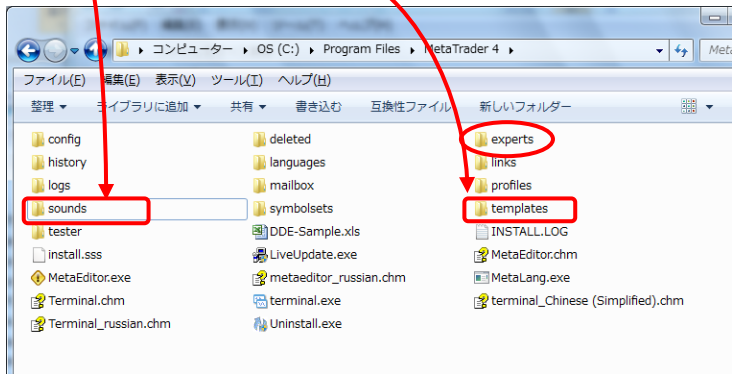 コンピューター ▸ OS (C:) ▸ Program Files ▸ MetaTrader 4 ▸
ファイル(F) 編集(E) 表示(V) ツール(T) ヘルプ(H)
整理 ライブラリに追加 共有 書き込む 互換性ファイル 新しいフォルダー
config deleted experts
history languages links
logs mailbox profiles
sounds symbolsets templates
tester DDE-Sample.xls INSTALL.LOG
install.sss LiveUpdate.exe MetaEditor.chm
MetaEditor.exe metaeditor_russian.chm MetaLang.exe
Terminal.chm terminal.exe terminal_Chinese (Simplified).chm
Terminal_russian.chm Uninstall.exe